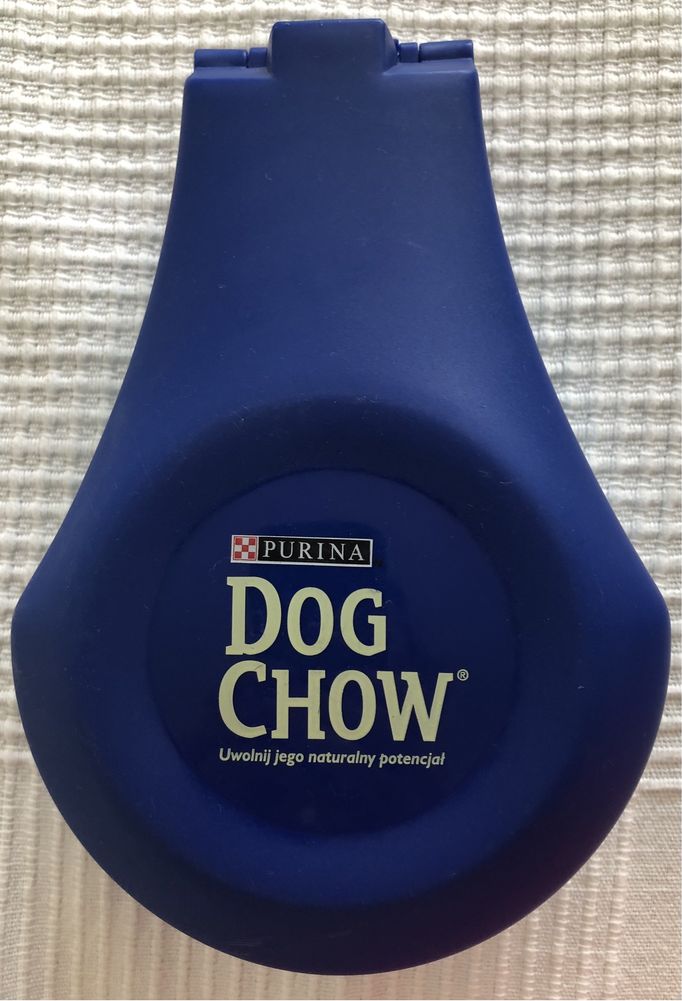 PURINA
DOG
CHOW®
Uwolnij jego naturalny potencjał